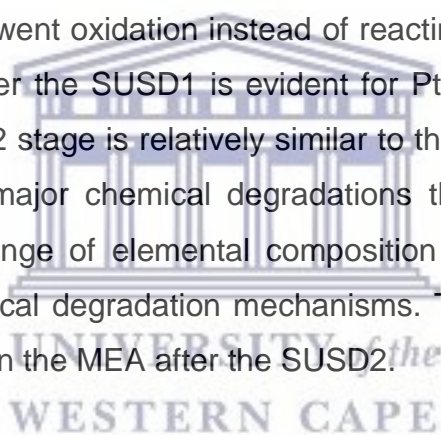 went oxidation instead of reacting
er the SUSD1 is evident for Pt
2 stage is relatively similar to th
major chemical degradations th
nge of elemental composition
ical degradation mechanisms. T
n the MEA after the SUSD2.
UNIVERSITY of the
WESTERN CAPE